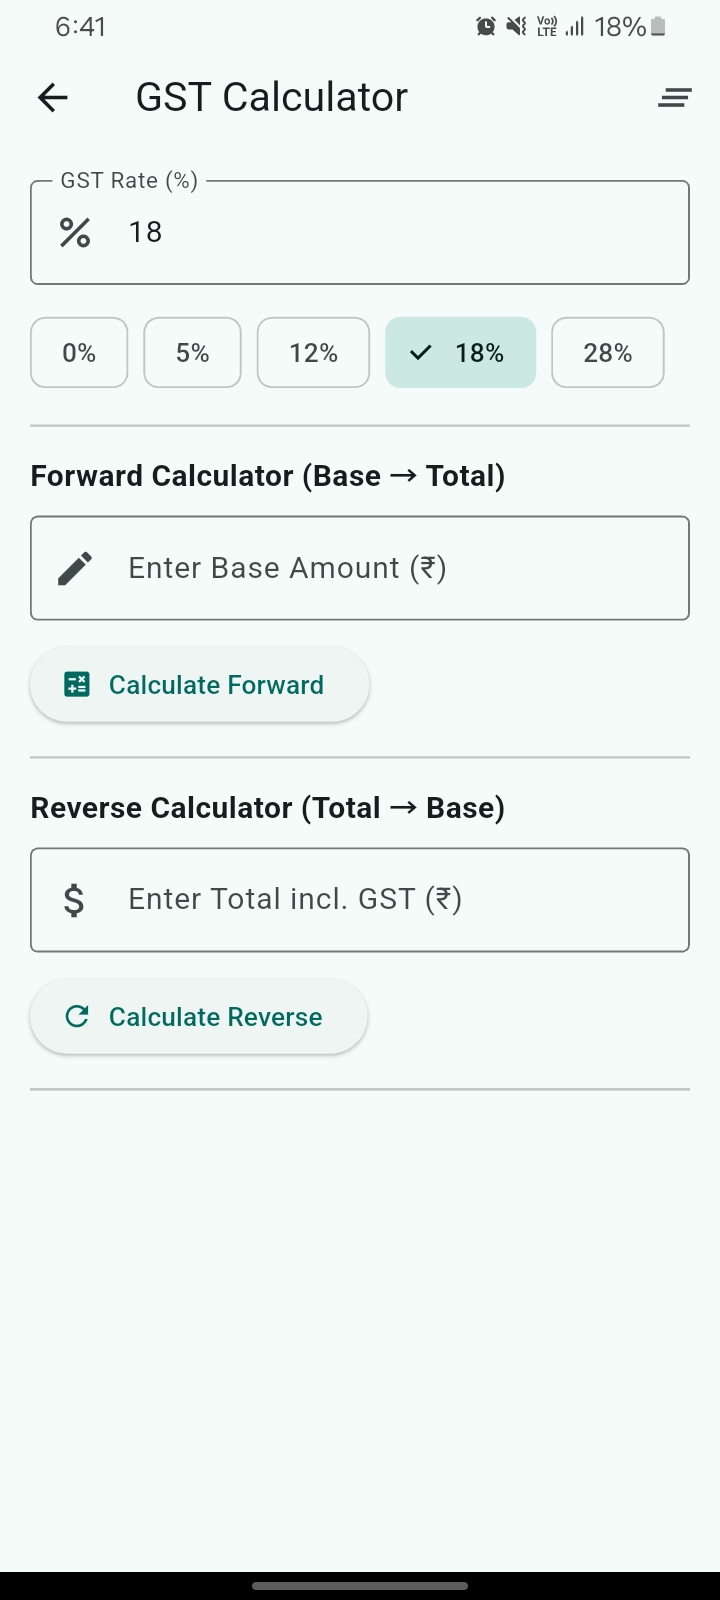 6:41 Vo)) LTE 18%
GST Calculator
GST Rate (%)
% 18
0% 5% 12% 18% 28%
Forward Calculator (Base → Total)
Enter Base Amount (₹)
Calculate Forward
Reverse Calculator (Total → Base)
$ Enter Total incl. GST (₹)
Calculate Reverse